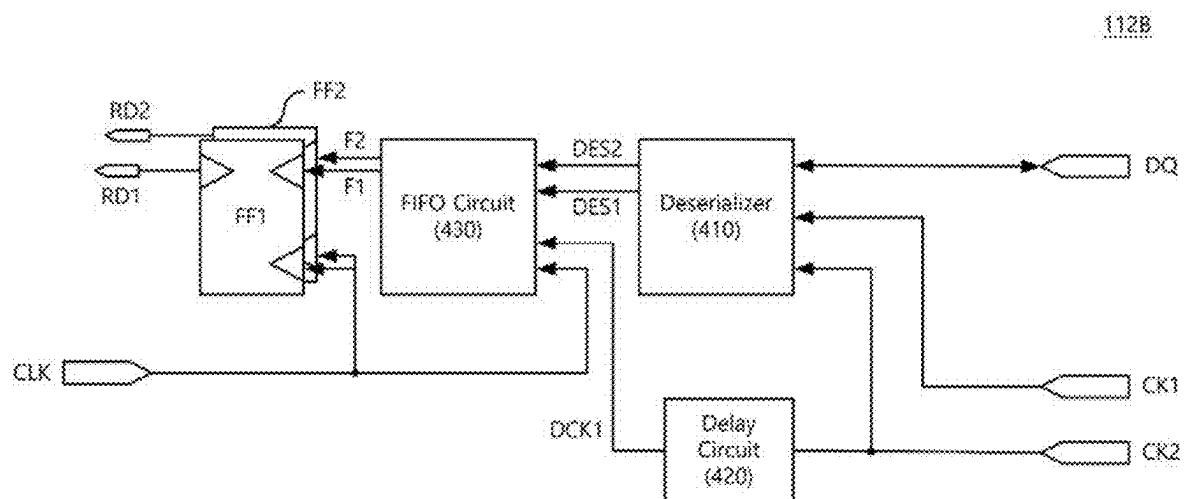 112B
FF2
RD2
RD1
FF1
F2
F1
FIFO Circuit
(430)
DES2
DES1
Deserializer
(410)
DQ
CLK
CK1
DCK1
Delay
Circuit
(420)
CK2